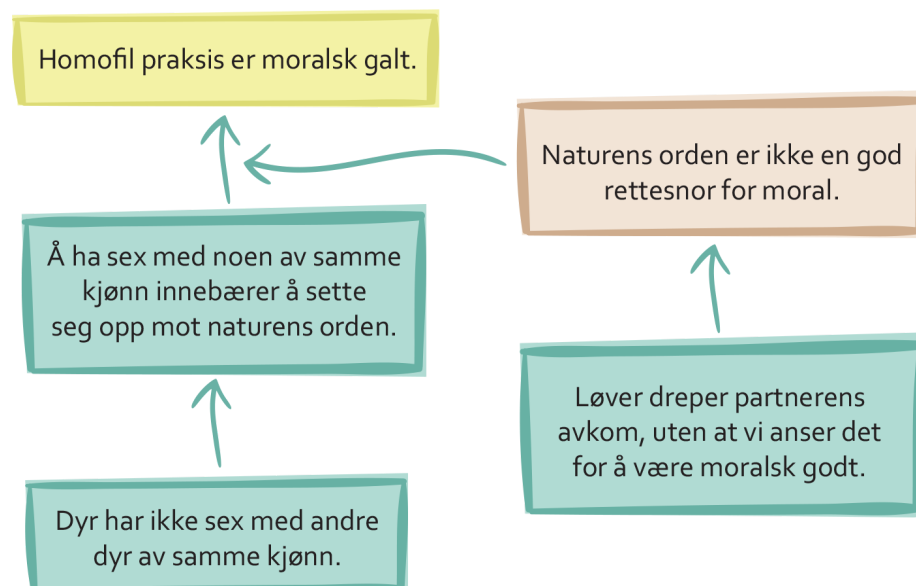 Homofil praksis er moralsk galt.
Naturens orden er ikke en god
rettesnor for moral.
Å ha sex med noen av samme
kjønn innebærer å sette
seg opp mot naturens orden.
Løver dreper partnerens
avkom, uten at vi anser det
for å være moralsk godt.
Dyr har ikke sex med andre
dyr av samme kjønn.